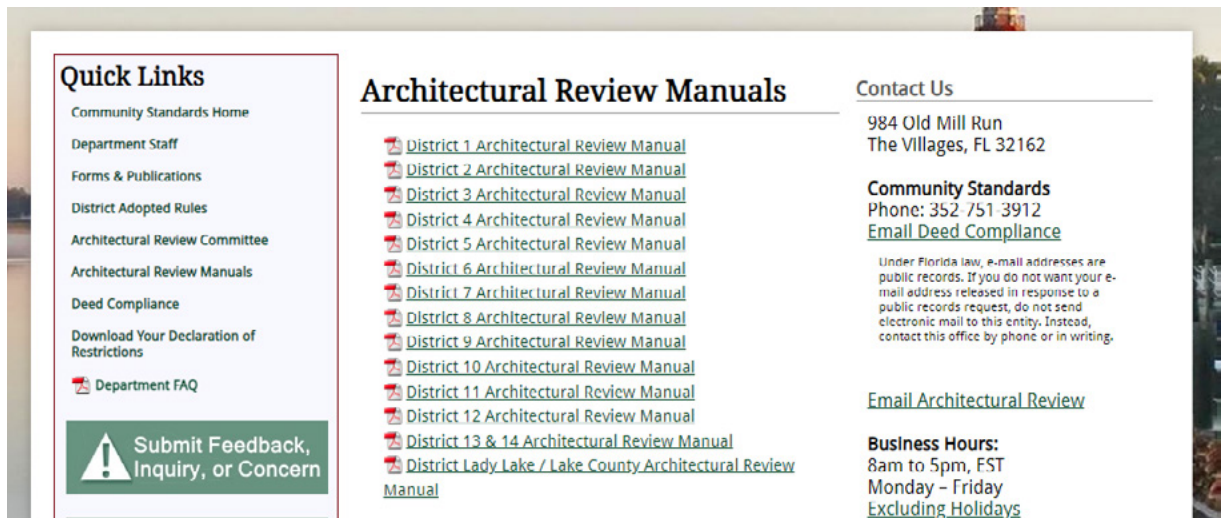 Quick Links
Community Standards Home
Department Staff
Forms & Publications
District Adopted Rules
Architectural Review Committee
Architectural Review Manuals
Deed Compliance
Download Your Declaration of
Restrictions
Department FAQ
Submit Feedback,
Inquiry, or Concern
Architectural Review Manuals
District 1 Architectural Review Manual
District 2 Architectural Review Manual
District 3 Architectural Review Manual
District 4 Architectural Review Manual
District 5 Architectural Review Manual
District 6 Architectural Review Manual
District 7 Architectural Review Manual
District 8 Architectural Review Manual
District 9 Architectural Review Manual
District 10 Architectural Review Manual
District 11 Architectural Review Manual
District 12 Architectural Review Manual
District 13 & 14 Architectural Review Manual
District Lady Lake / Lake County Architectural Review
Manual
Contact Us
984 Old Mill Run
The Villages, FL 32162
Community Standards
Phone: 352-751-3912
Email Deed Compliance
Under Florida law, e-mail addresses are
public records. If you do not want your e-
mail address released in response to a
public records request, do not send
electronic mail to this entity. Instead,
contact this office by phone or in writing.
Email Architectural Review
Business Hours:
8am to 5pm, EST
Monday – Friday
Excluding Holidays